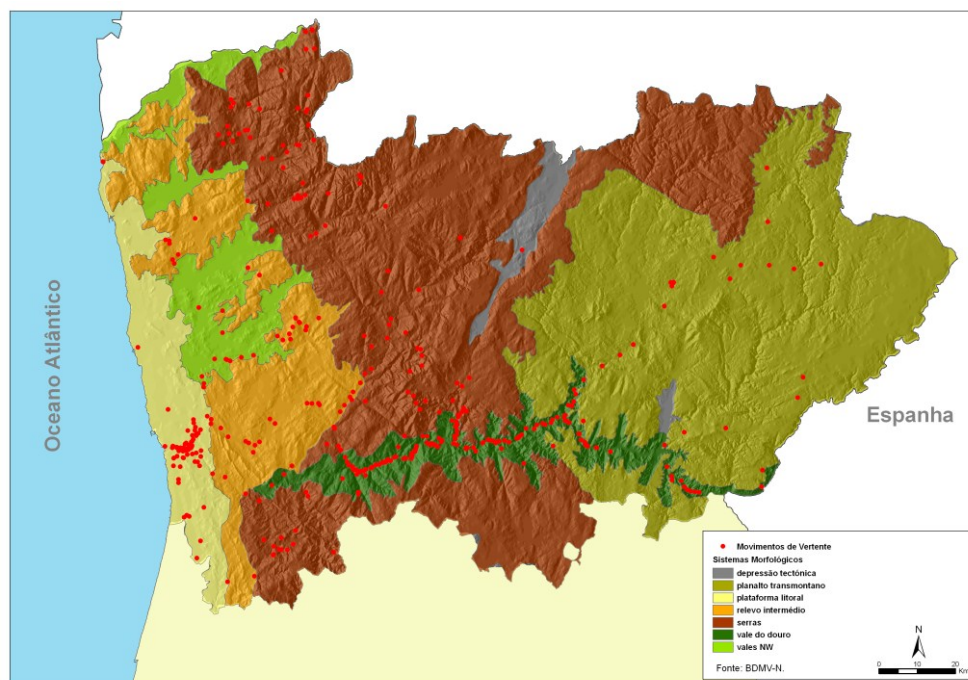 Oceano Atlântico
Espanha
Movimentos de Vertente
Sistemas Morfológicos
depressão tectónica
planalto transmontano
plataforma litoral
relevo intermédio
serras
vale do douro
vales NW
N
Fonte: BDMV-N.
0 10 20
Km